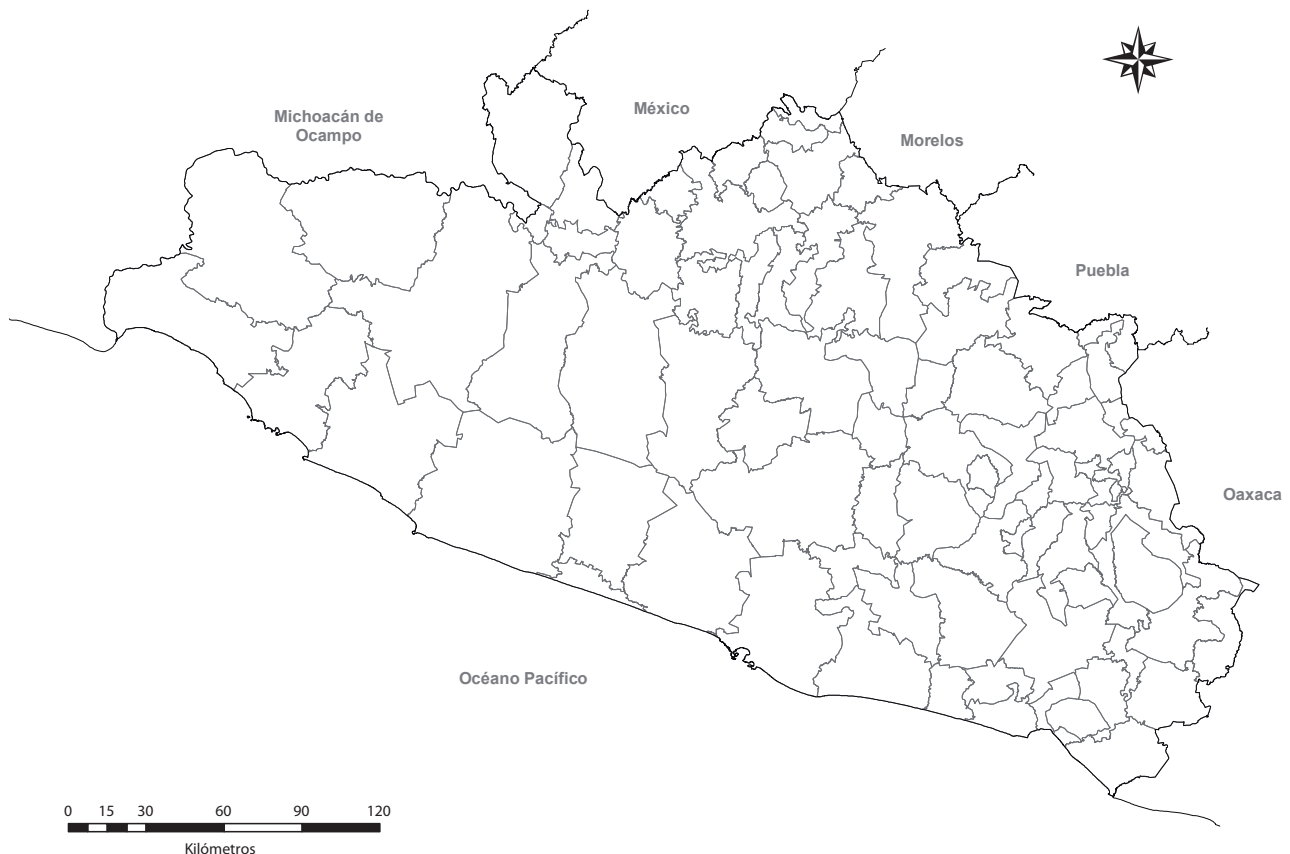 México
Michoacán de
Ocampo
Morelos
Puebla
Oaxaca
Océano Pacífico
0 15 30 60 90 120
Kilómetros